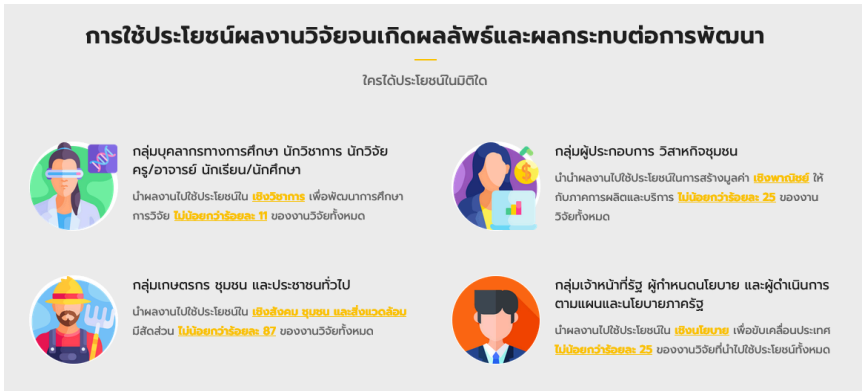 การใช้ประโยชน์ผลงานวิจัยจนเกิดผลลัพธ์และผลกระทบต่อการพัฒนา
ใครได้ประโยชน์ในมิติใด
กลุ่มบุคลากรทางการศึกษา นักวิชาการ นักวิจัย
ครู/อาจารย์ นักเรียน/นักศึกษา
นำผลงานไปใช้ประโยชน์ใน เชิงวิชาการ เพื่อพัฒนาการศึกษา
การวิจัย ไม่น้อยกว่าร้อยละ 11 ของงานวิจัยทั้งหมด
กลุ่มผู้ประกอบการ วิสาหกิจชุมชน
นำนำผลงานไปใช้ประโยชน์ในการสร้างมูลค่า เชิงพาณิชย์ ให้
กับภาคการผลิตและบริการ ไม่น้อยกว่าร้อยละ 25 ของงาน
วิจัยทั้งหมด
กลุ่มเกษตรกร ชุมชน และประชาชนทั่วไป
นำผลงานไปใช้ประโยชน์ใน เชิงสังคม ชุมชน และสิ่งแวดล้อม
มีสัดส่วน ไม่น้อยกว่าร้อยละ 87 ของงานวิจัยทั้งหมด
กลุ่มเจ้าหน้าที่รัฐ ผู้กำหนดนโยบาย และผู้ดำเนินการ
ตามแผนและนโยบายภาครัฐ
นำผลงานไปใช้ประโยชน์ใน เชิงนโยบาย เพื่อขับเคลื่อนประเทศ
ไม่น้อยกว่าร้อยละ 25 ของงานวิจัยที่นำไปใช้ประโยชน์ทั้งหมด